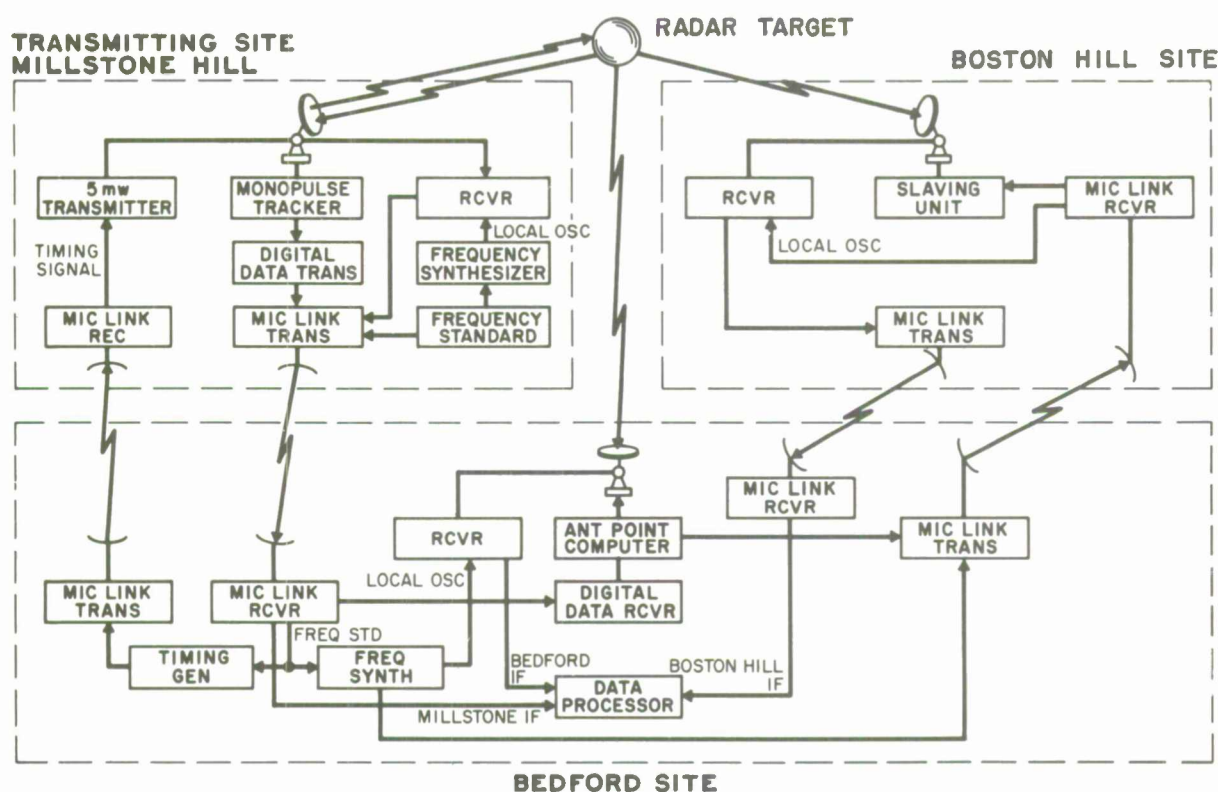 RADAR TARGET
TRANSMITTING SITE
MILLSTONE HILL
BOSTON HILL SITE
5mw
TRANSMITTER
MONOPULSE
TRACKER
RCVR
TIMING
SIGNAL
LOCAL OSC
DIGITAL
DATA TRANS
FREQUENCY
SYNTHESIZER
MIC LINK
REC
MIC LINK
TRANS
FREQUENCY
STANDARD
RCVR
SLAVING
UNIT
MIC LINK
RCVR
LOCAL OSC
MIC LINK
TRANS
RCVR
ANT POINT
COMPUTER
MIC LINK
RCVR
MIC LINK
TRANS
MIC LINK
TRANS
MIC LINK
RCVR
LOCAL OSC
DIGITAL
DATA RCVR
FREQ STD
TIMING
GEN
FREQ
SYNTH
BEDFORD
IF
DATA
PROCESSOR
BOSTON HILL
IF
MILLSTONE IF
BEDFORD SITE